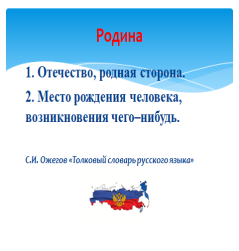 Родина
1. Отечество, родная сторона.
2. Место рождения человека,
возникновения чего–нибудь.
С.И. Ожегов «Толковый словарь русского языка»